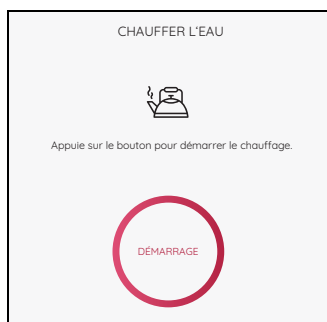 CHAUFFER L'EAU
Appuie sur le bouton pour démarrer le chauffage.
DÉMARRAGE